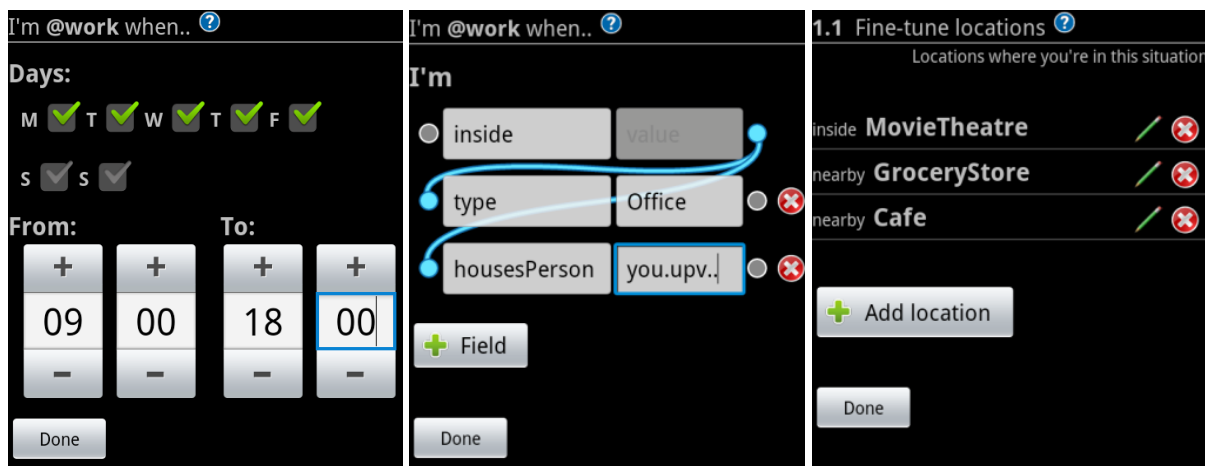 I'm @work when.. ?
Days:
M T W T F
S S
From: To:
+ + + +
09 00 18 00
− − − −
Done
I'm @work when.. ?
I'm
inside value
type Office
housesPerson you.upv..
Field
Done
1.1 Fine-tune locations ?
Locations where you're in this situation
inside MovieTheatre
nearby GroceryStore
nearby Cafe
Add location
Done